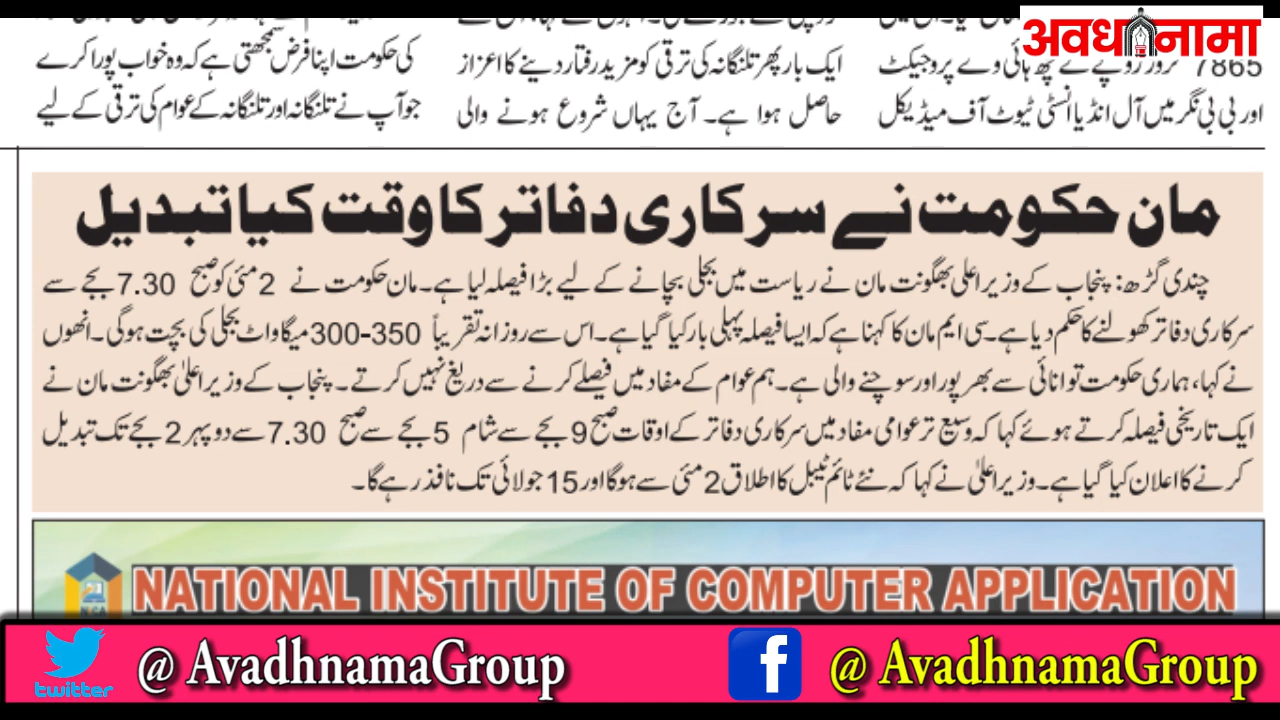 अवधनामा
ایک بار پھر تلنگانہ کی ترقی کو مزید رفتار دینے کا اعزاز
حاصل ہوا ہے۔ آج یہاں شروع ہونے والی
کی حکومت اپنا فرض سمجھتی ہے کہ وہ خواب پورا کرے
جو آپ نے تلنگانہ اور تلنگانہ کے عوام کی ترقی کے لیے
7865 کروڑ روپے سے چھ ہائی وے پروجیکٹ
اور بی بی نگر میں آل انڈیا انسٹی ٹیوٹ آف میڈیکل
مان حکومت نے سرکاری دفاتر کا وقت کیا تبدیل
چندی گڑھ: پنجاب کے وزیر اعلی بھگونت مان نے ریاست میں بجلی بچانے کے لیے بڑا فیصلہ لیا ہے۔ مان حکومت نے 2 مئی کو صبح 7.30 بجے سے
سرکاری دفاتر کھولنے کا حکم دیا ہے۔ سی ایم مان کا کہنا ہے کہ ایسا فیصلہ پہلی بار کیا گیا ہے۔ اس سے روزانہ تقریباً 350-300 میگاواٹ بجلی کی بچت ہوگی۔ انھوں
نے کہا، ہماری حکومت توانائی سے بھرپور اور سوچنے والی ہے۔ ہم عوام کے مفاد میں فیصلے کرنے سے دریغ نہیں کرتے۔ پنجاب کے وزیر اعلیٰ بھگونت مان نے
ایک تاریخی فیصلہ کرتے ہوئے کہا کہ وسیع تر عوامی مفاد میں سرکاری دفاتر کے اوقات صبح 9 بجے سے شام 5 بجے سے صبح 7.30 سے دوپہر 2 بجے تک تبدیل
کرنے کا اعلان کیا گیا ہے۔ وزیر اعلیٰ نے کہا کہ نئے ٹائم ٹیبل کا اطلاق 2 مئی سے ہوگا اور 15 جولائی تک نافذ رہے گا۔
NATIONAL INSTITUTE OF COMPUTER APPLICATION
twitter
@ AvadhnamaGroup
f
@ AvadhnamaGroup